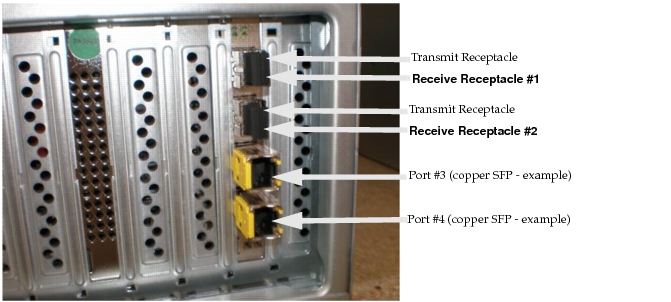 Transmit Receptacle
Receive Receptacle #1
Transmit Receptacle
Receive Receptacle #2
Port #3 (copper SFP - example)
Port #4 (copper SFP - example)